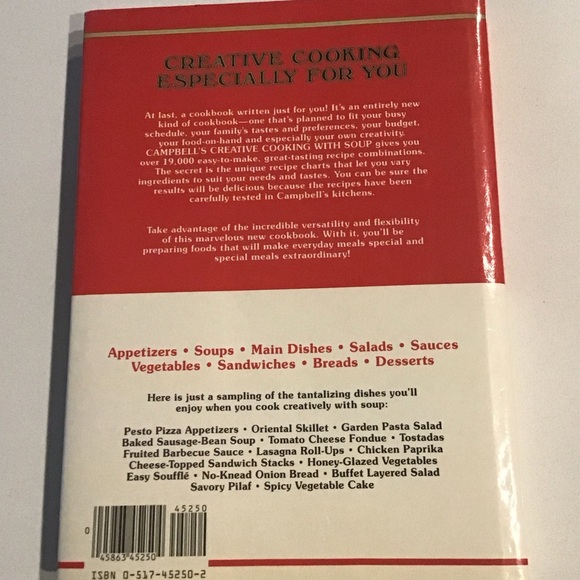 CREATIVE COOKING
ESPECIALLY FOR YOU
At last, a cookbook written just for you! It's an entirely new
kind of cookbook—one that's planned to fit your busy
schedule, your family's tastes and preferences, your budget,
your food-on-hand and especially your own creativity.
CAMPBELL'S CREATIVE COOKING WITH SOUP gives you
over 19,000 easy-to-make, great-tasting recipe combinations.
The secret is the unique recipe charts that let you vary
ingredients to suit your needs and tastes. You can be sure the
results will be delicious because the recipes have been
carefully tested in Campbell's kitchens.
Take advantage of the incredible versatility and flexibility
of this marvelous new cookbook. With it, you'll be
preparing foods that will make everyday meals special and
special meals extraordinary!
Appetizers • Soups • Main Dishes • Salads • Sauces
Vegetables • Sandwiches • Breads • Desserts
Here is just a sampling of the tantalizing dishes you'll
enjoy when you cook creatively with soup:
Pesto Pizza Appetizers • Oriental Skillet • Garden Pasta Salad
Baked Sausage-Bean Soup • Tomato Cheese Fondue • Tostadas
Fruited Barbecue Sauce • Lasagna Roll-Ups • Chicken Paprika
Cheese-Topped Sandwich Stacks • Honey-Glazed Vegetables
Easy Soufflé • No-Knead Onion Bread • Buffet Layered Salad
Savory Pilaf • Spicy Vegetable Cake
45250
0
45863 45250
ISBN 0-517-45250-2